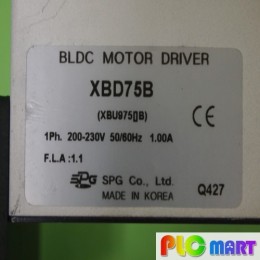 BLDC MOTOR DRIVER
XBD75B
(XBU975▯B)
CE
1Ph. 200-230V 50/60Hz 1.00A
F.L.A :1.1
SPG SPG Co., Ltd.
MADE IN KOREA
Q427
PLC MART